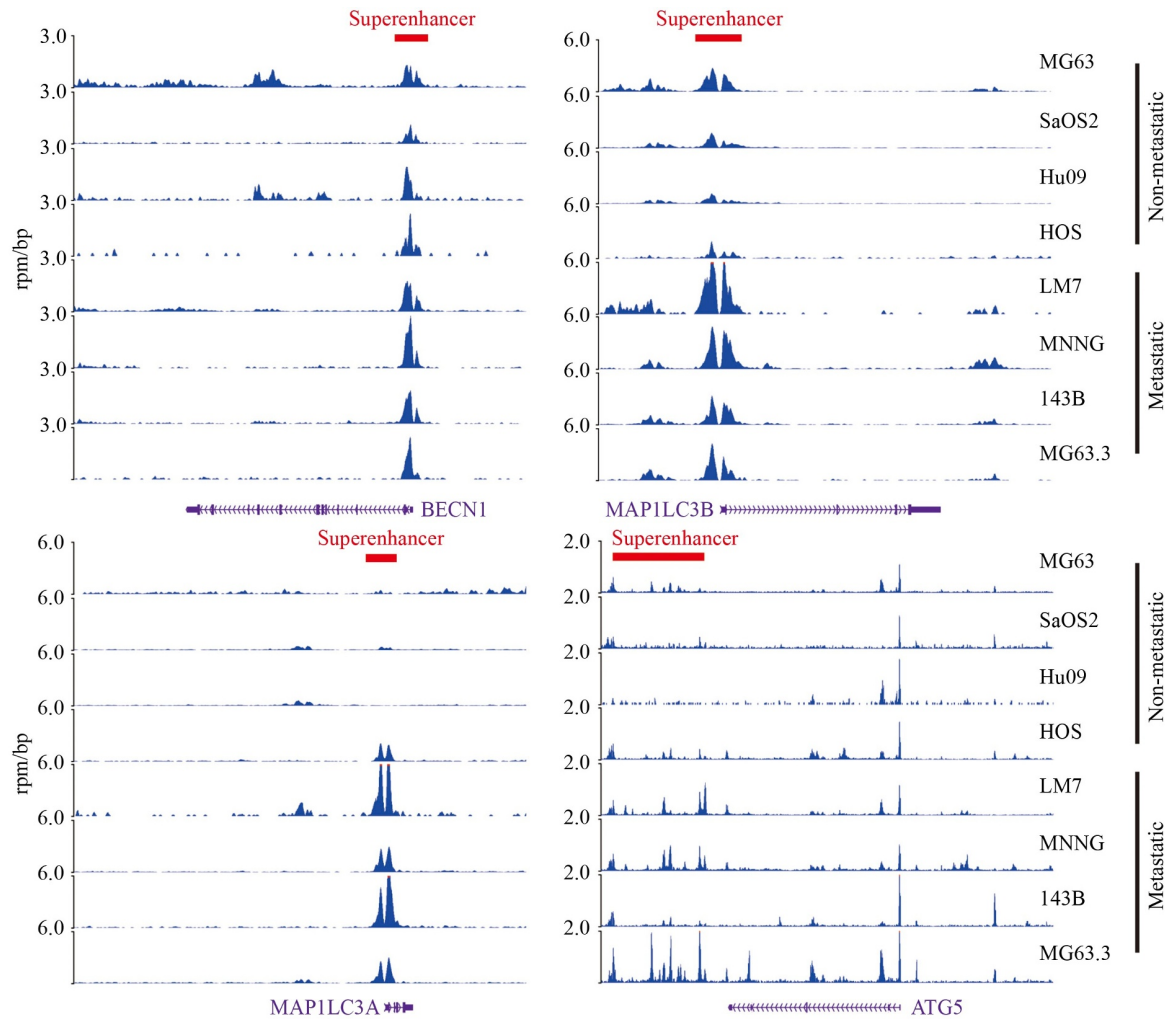 Superenhancer
Superenhancer
3.0
3.0
3.0
3.0
3.0
3.0
3.0
3.0
rpm/bp
6.0
6.0
6.0
6.0
6.0
6.0
6.0
6.0
MG63
SaOS2
Hu09
HOS
LM7
MNNG
143B
MG63.3
Non-metastatic
Metastatic
BECN1
MAP1LC3B
Superenhancer
Superenhancer
6.0
6.0
6.0
6.0
6.0
6.0
6.0
6.0
rpm/bp
2.0
2.0
2.0
2.0
2.0
2.0
2.0
2.0
MG63
SaOS2
Hu09
HOS
LM7
MNNG
143B
MG63.3
Non-metastatic
Metastatic
MAP1LC3A
ATG5